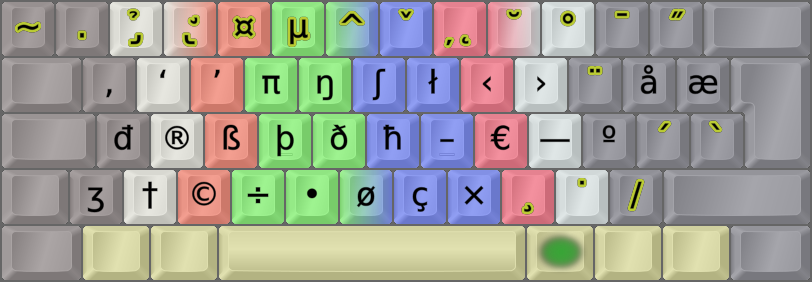 ~ . ̉ ̛ ¤ µ ^ ˇ ¸ ˛ ˘ ° ¯ ˝
‚ ‘ ’ π ŋ ʃ ł ‹ › ¨ å æ
đ ® ß þ ð ħ – € — º ´ `
ʒ † © ÷ • ø ç × ˙ /